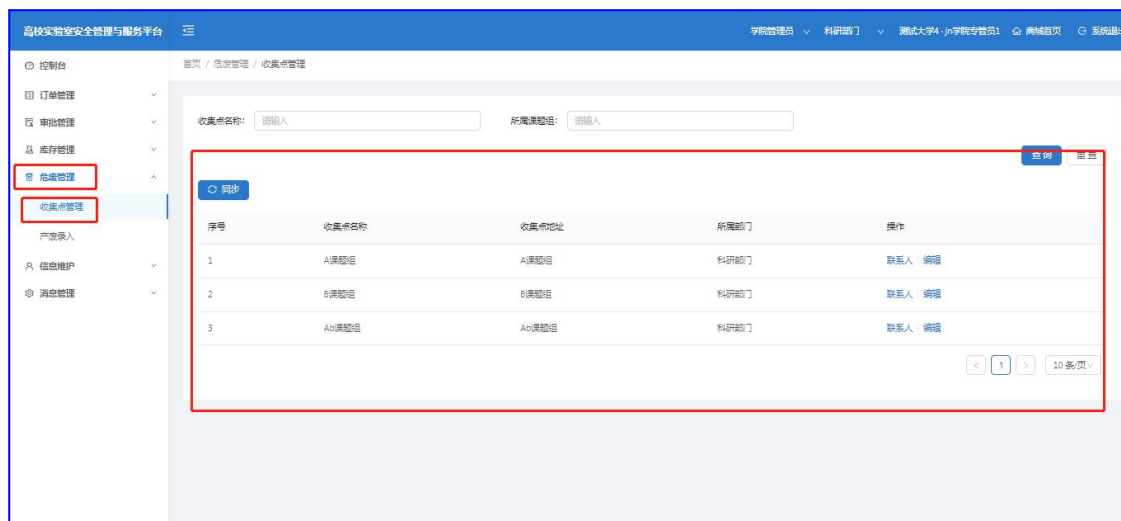 高校实验室安全管理与服务平台 学院管理员 科研部门 测试大学4-jn学院专管员1 商城首页 系统退出
控制台 首页 / 危废管理 / 收集点管理
订单管理
审批管理 收集点名称: 请输入 所属课题组: 请输入
库存管理
查询 重置
危废管理
同步
收集点管理
序号 收集点名称 收集点地址 所属部门 操作
产废录入
信息维护 1 A课题组 A课题组 科研部门 联系人 编辑
消息管理 2 B课题组 B课题组 科研部门 联系人 编辑
3 Ab课题组 Ab课题组 科研部门 联系人 编辑
< 1 > 10 条/页